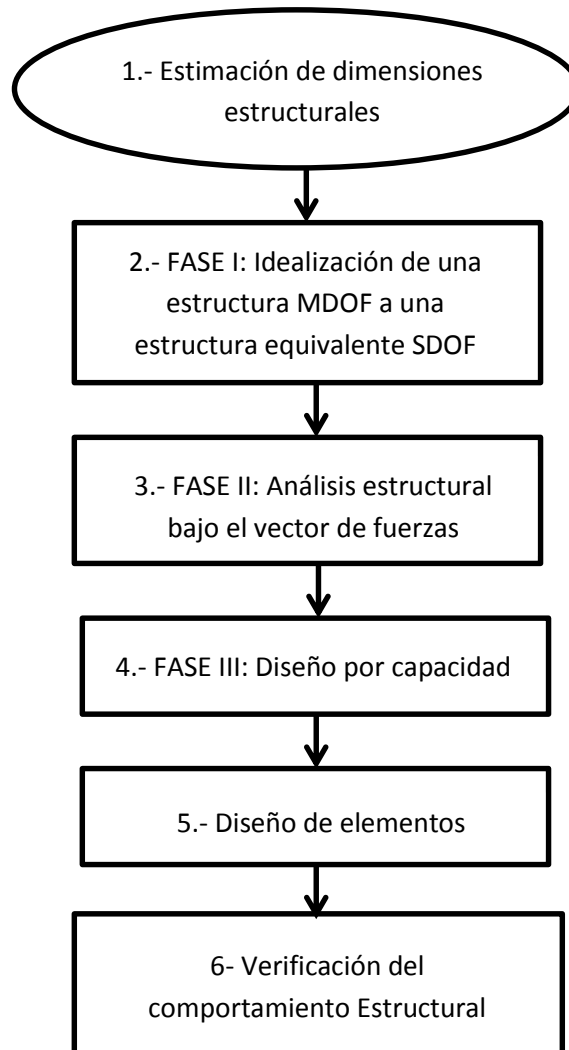 1.- Estimación de dimensiones
estructurales
2.- FASE I: Idealización de una
estructura MDOF a una
estructura equivalente SDOF
3.- FASE II: Análisis estructural
bajo el vector de fuerzas
4.- FASE III: Diseño por capacidad
5.- Diseño de elementos
6- Verificación del
comportamiento Estructural